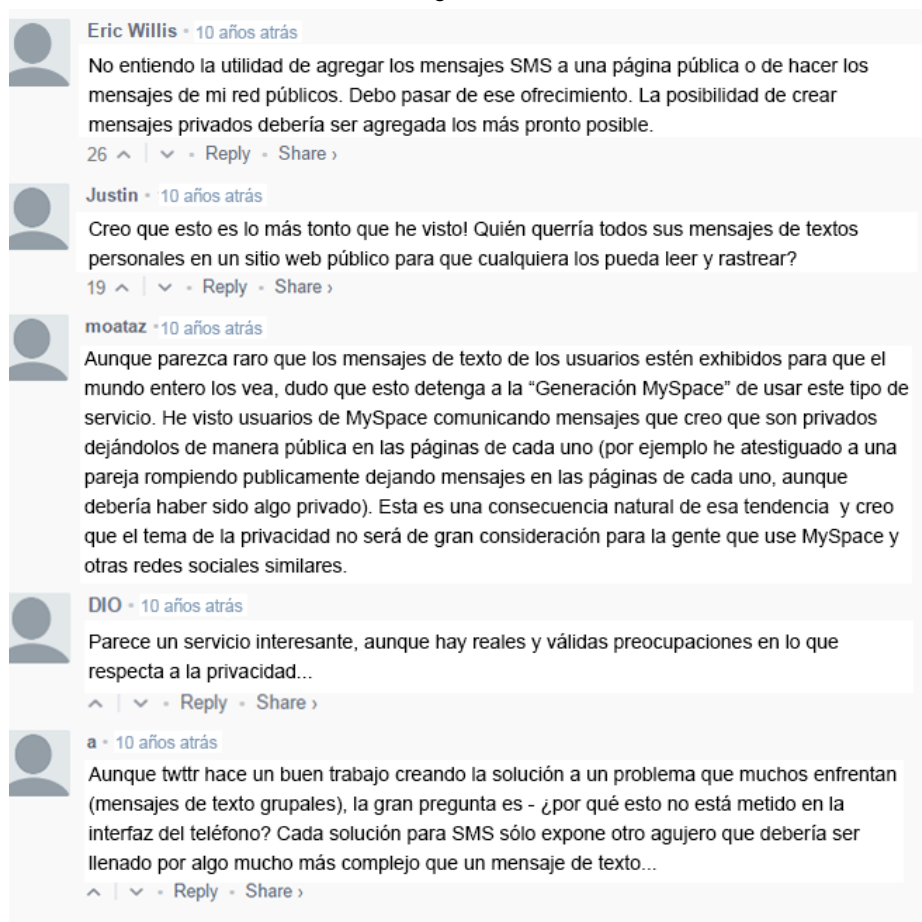 Eric Willis • 10 años atrás
No entiendo la utilidad de agregar los mensajes SMS a una página pública o de hacer los
mensajes de mi red públicos. Debo pasar de ese ofrecimiento. La posibilidad de crear
mensajes privados debería ser agregada los más pronto posible.
26 • Reply • Share ›
Justin • 10 años atrás
Creo que esto es lo más tonto que he visto! Quién querría todos sus mensajes de textos
personales en un sitio web público para que cualquiera los pueda leer y rastrear?
19 • Reply • Share ›
moataz • 10 años atrás
Aunque parezca raro que los mensajes de texto de los usuarios estén exhibidos para que el
mundo entero los vea, dudo que esto detenga a la “Generación MySpace” de usar este tipo de
servicio. He visto usuarios de MySpace comunicando mensajes que creo que son privados
dejándolos de manera pública en las páginas de cada uno (por ejemplo he atestiguado a una
pareja rompiendo publicamente dejando mensajes en las páginas de cada uno, aunque
debería haber sido algo privado). Esta es una consecuencia natural de esa tendencia y creo
que el tema de la privacidad no será de gran consideración para la gente que use MySpace y
otras redes sociales similares.
DIO • 10 años atrás
Parece un servicio interesante, aunque hay reales y válidas preocupaciones en lo que
respecta a la privacidad...
• Reply • Share ›
a • 10 años atrás
Aunque twttr hace un buen trabajo creando la solución a un problema que muchos enfrentan
(mensajes de texto grupales), la gran pregunta es - ¿por qué esto no está metido en la
interfaz del teléfono? Cada solución para SMS sólo expone otro agujero que debería ser
llenado por algo mucho más complejo que un mensaje de texto...
• Reply • Share ›